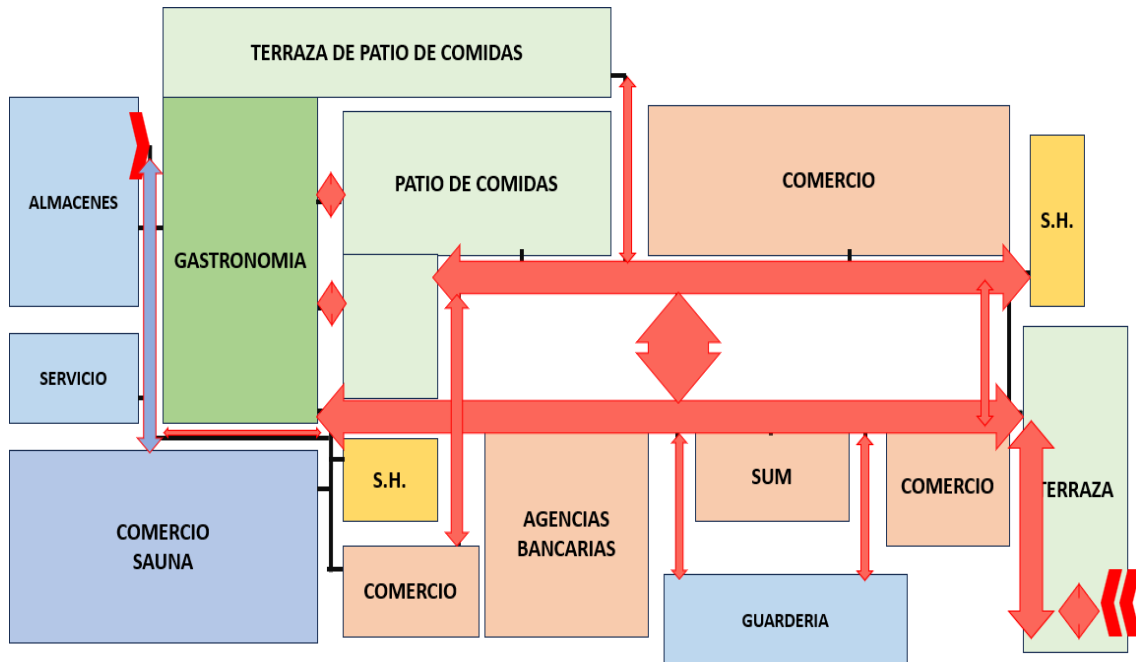 TERRAZA DE PATIO DE COMIDAS
COMERCIO
PATIO DE COMIDAS
ALMACENES
S.H.
GASTRONOMIA
SERVICIO
S.H.
SUM
COMERCIO
TERRAZA
COMERCIO
SAUNA
AGENCIAS
BANCARIAS
COMERCIO
GUARDERIA